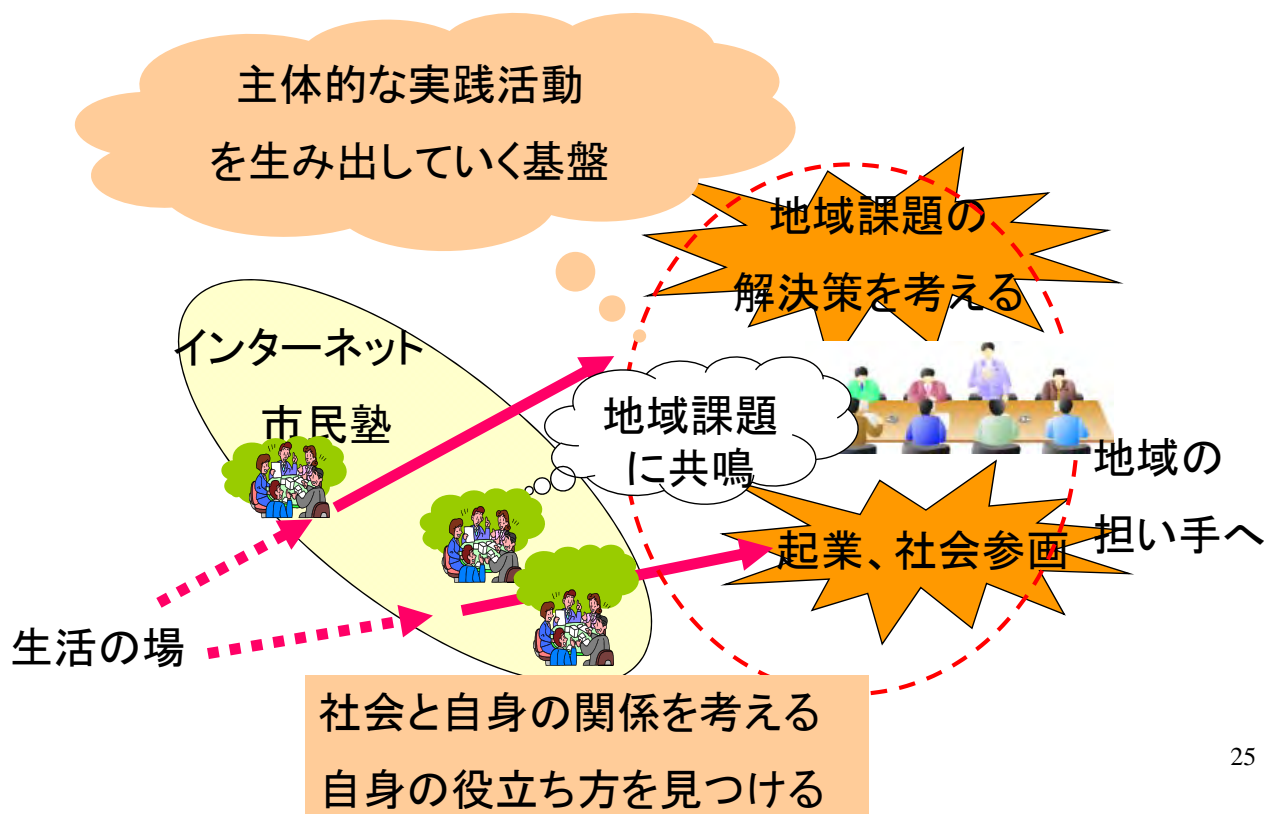 主体的な実践活動
を生み出していく基盤
地域課題の
解決策を考える
インターネット
市民塾
地域課題
に共鳴
地域の
担い手へ
起業、社会参画
生活の場
社会と自身の関係を考える
自身の役立ち方を見つける
25